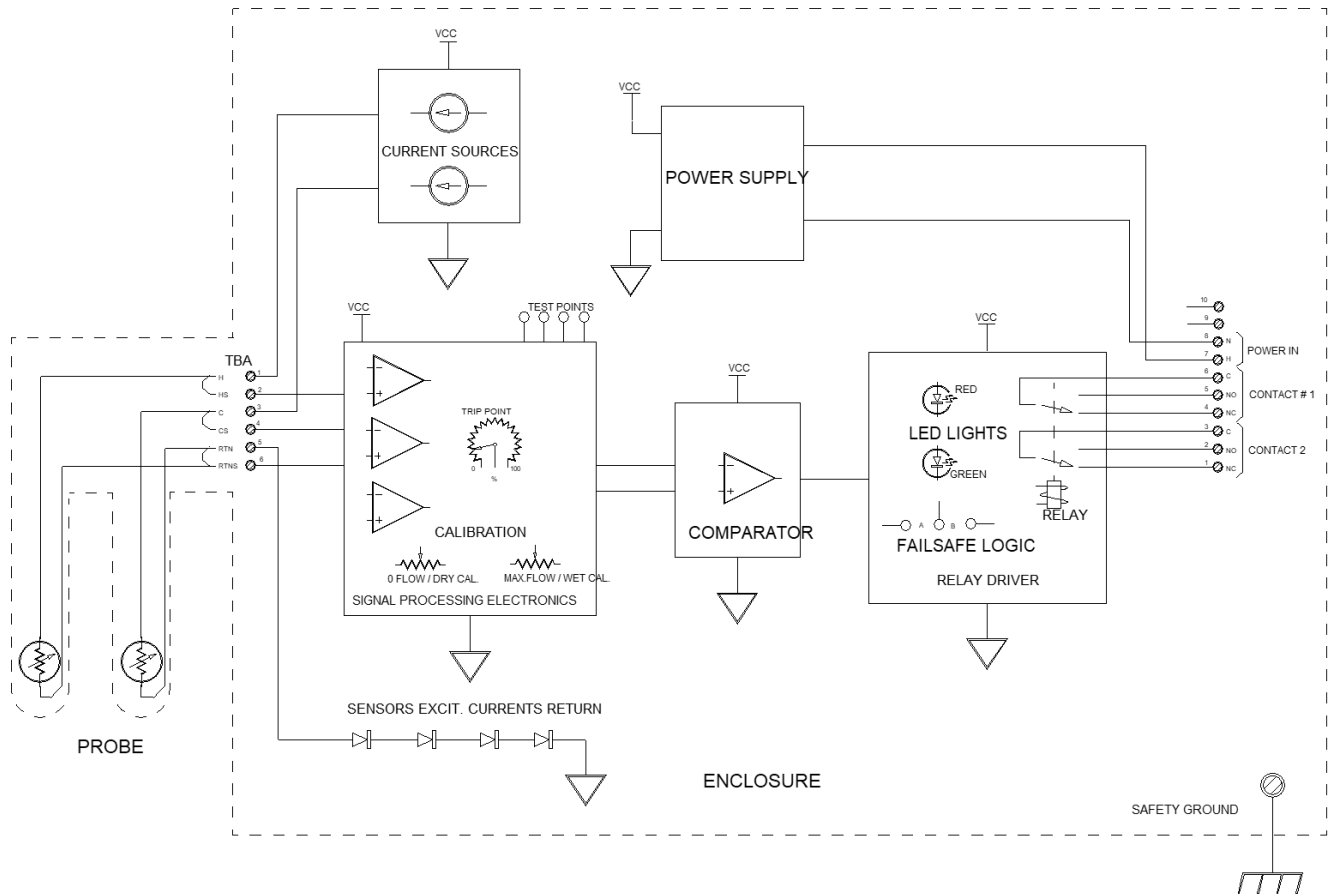 VCC
CURRENT SOURCES
VCC
POWER SUPPLY
VCC
TEST POINTS
TRIP POINT
0
100
%
CALIBRATION
0 FLOW / DRY CAL.
MAX.FLOW / WET CAL.
SIGNAL PROCESSING ELECTRONICS
TBA
H
1
HS
2
C
3
CS
4
RTN
5
RTNS
6
PROBE
SENSORS EXCIT. CURRENTS RETURN
VCC
COMPARATOR
VCC
RED
LED LIGHTS
GREEN
A
B
FAILSAFE LOGIC
RELAY
RELAY DRIVER
10
9
8
N
7
H
POWER IN
6
C
5
NO
4
NC
CONTACT # 1
3
C
2
NO
1
NC
CONTACT 2
ENCLOSURE
SAFETY GROUND